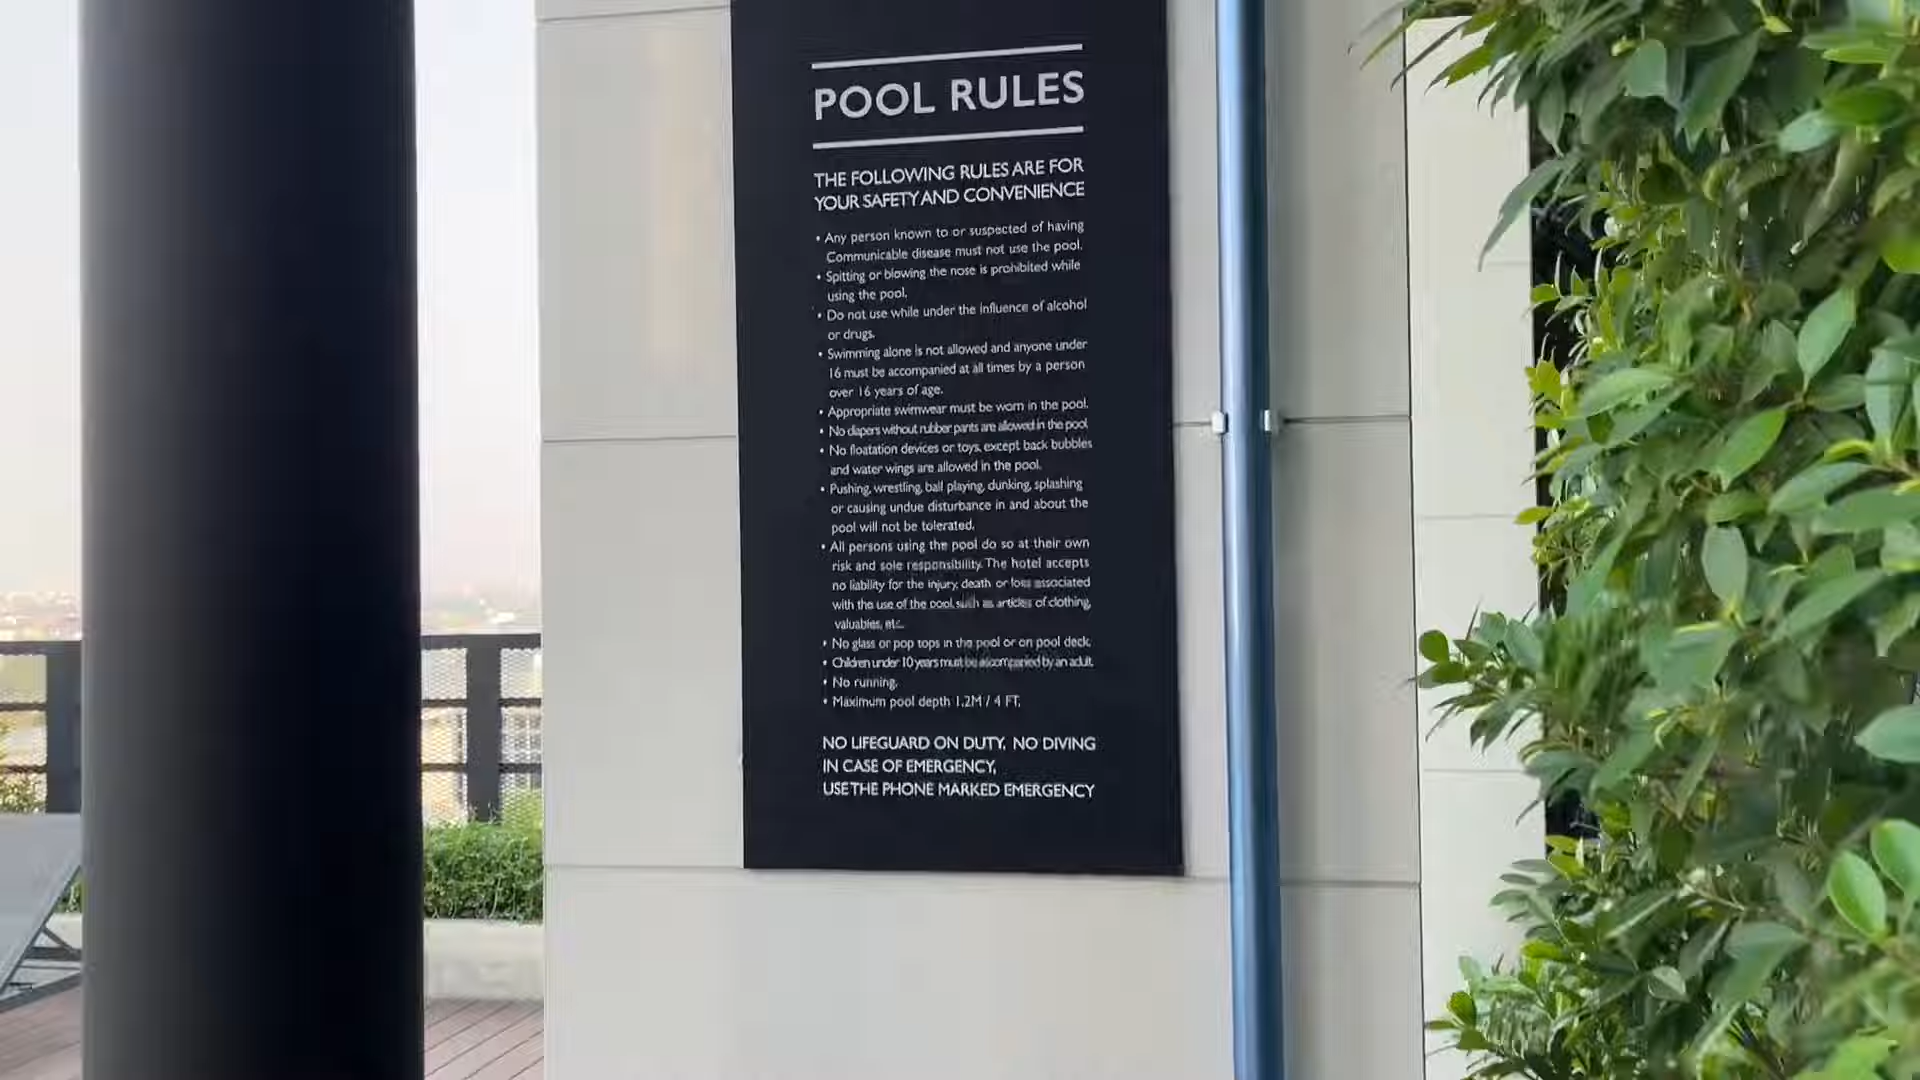 POOL RULES
THE FOLLOWING RULES ARE FOR
YOUR SAFETY AND CONVENIENCE
• Any person known to or suspected of having
Communicable disease must not use the pool.
• Spitting or blowing the nose is prohibited while
using the pool.
• Do not use while under the influence of alcohol
or drugs.
• Swimming alone is not allowed and anyone under
16 must be accompanied at all times by a person
over 16 years of age.
• Appropriate swimwear must be worn in the pool.
• No diapers without rubber pants are allowed in the pool
• No floatation devices or toys, except back bubbles
and water wings are allowed in the pool.
• Pushing, wrestling, ball playing, dunking, splashing
or causing undue disturbance in and about the
pool will not be tolerated.
• All persons using the pool do so at their own
risk and sole responsibility. The hotel accepts
no liability for the injury, death or loss associated
with the use of the pool, such as articles of clothing,
valuables, etc..
• No glass or pop tops in the pool or on pool deck.
• Children under 10 years must be accompanied by an adult.
• No running.
• Maximum pool depth 1.2M / 4 FT.
NO LIFEGUARD ON DUTY, NO DIVING
IN CASE OF EMERGENCY,
USE THE PHONE MARKED EMERGENCY